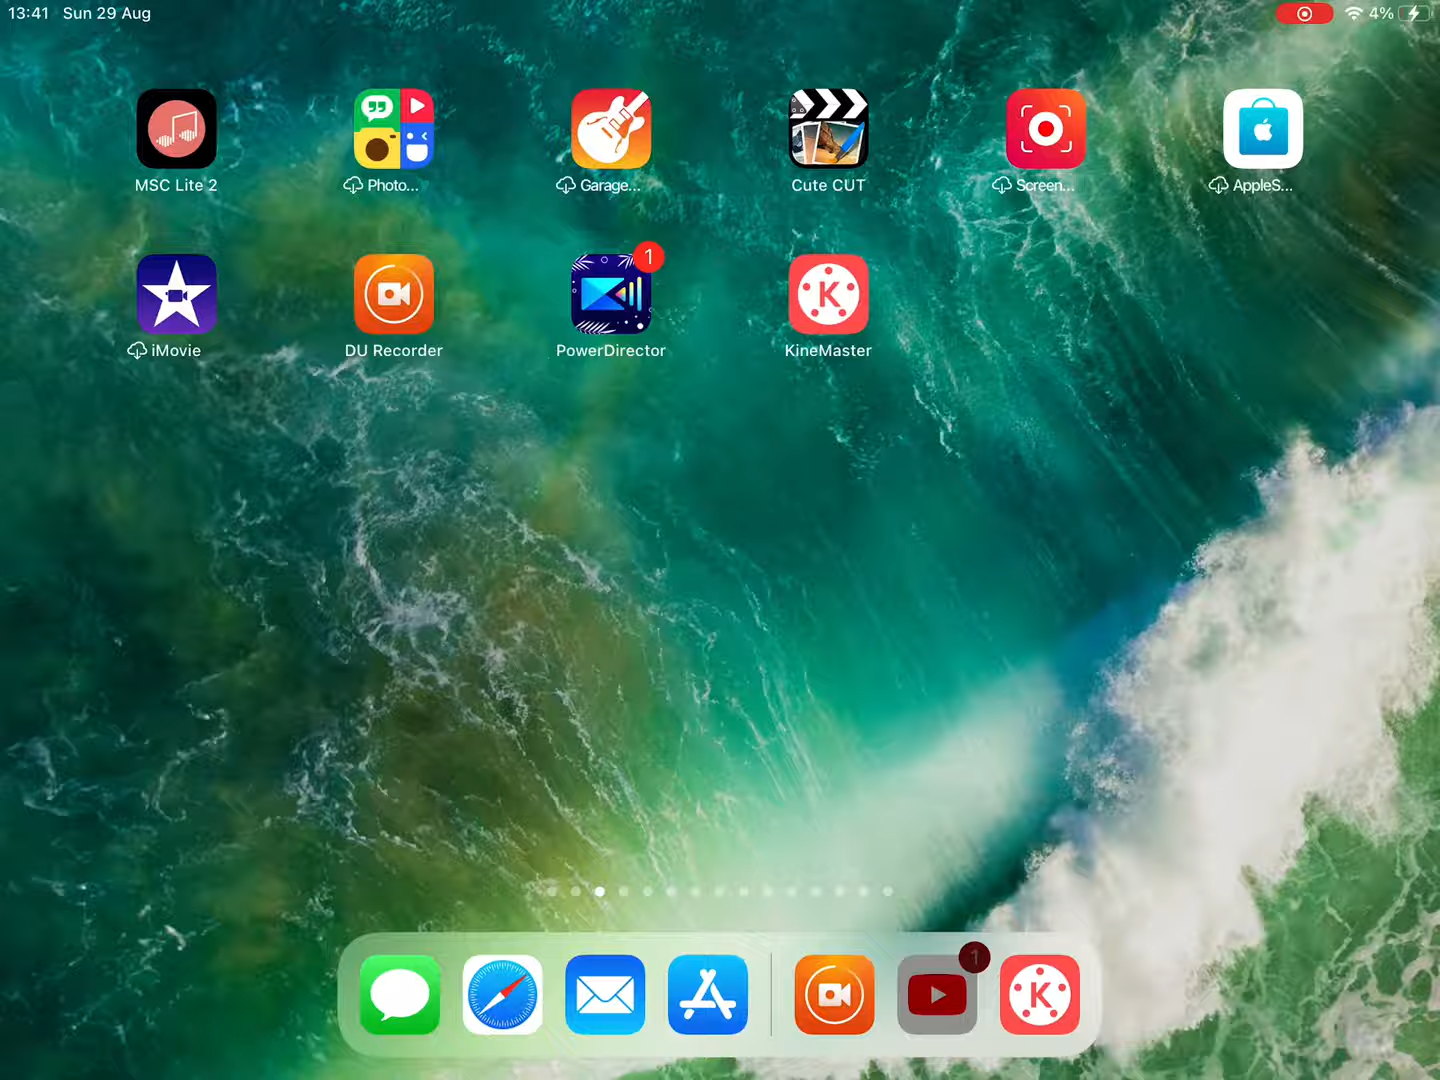 13:41 Sun 29 Aug
4%
MSC Lite 2
Photo...
Garage...
Cute CUT
Screen...
AppleS...
iMovie
DU Recorder
1
PowerDirector
K
KineMaster
1
K